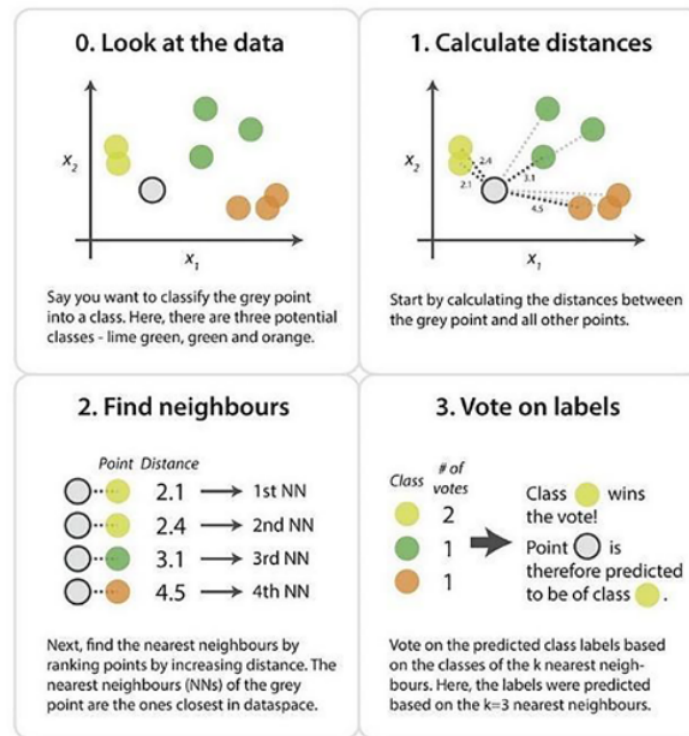 0. Look at the data
X2
X1
Say you want to classify the grey point
into a class. Here, there are three potential
classes - lime green, green and orange.
1. Calculate distances
X2
2.4
2.1
3.1
4.5
X1
Start by calculating the distances between
the grey point and all other points.
2. Find neighbours
Point Distance
2.1 → 1st NN
2.4 → 2nd NN
3.1 → 3rd NN
4.5 → 4th NN
Next, find the nearest neighbours by
ranking points by increasing distance. The
nearest neighbours (NNs) of the grey
point are the ones closest in dataspace.
3. Vote on labels
Class # of votes
2
1
1
Class wins
the vote!
Point is
therefore predicted
to be of class .
Vote on the predicted class labels based
on the classes of the k nearest neigh-
bours. Here, the labels were predicted
based on the k=3 nearest neighbours.